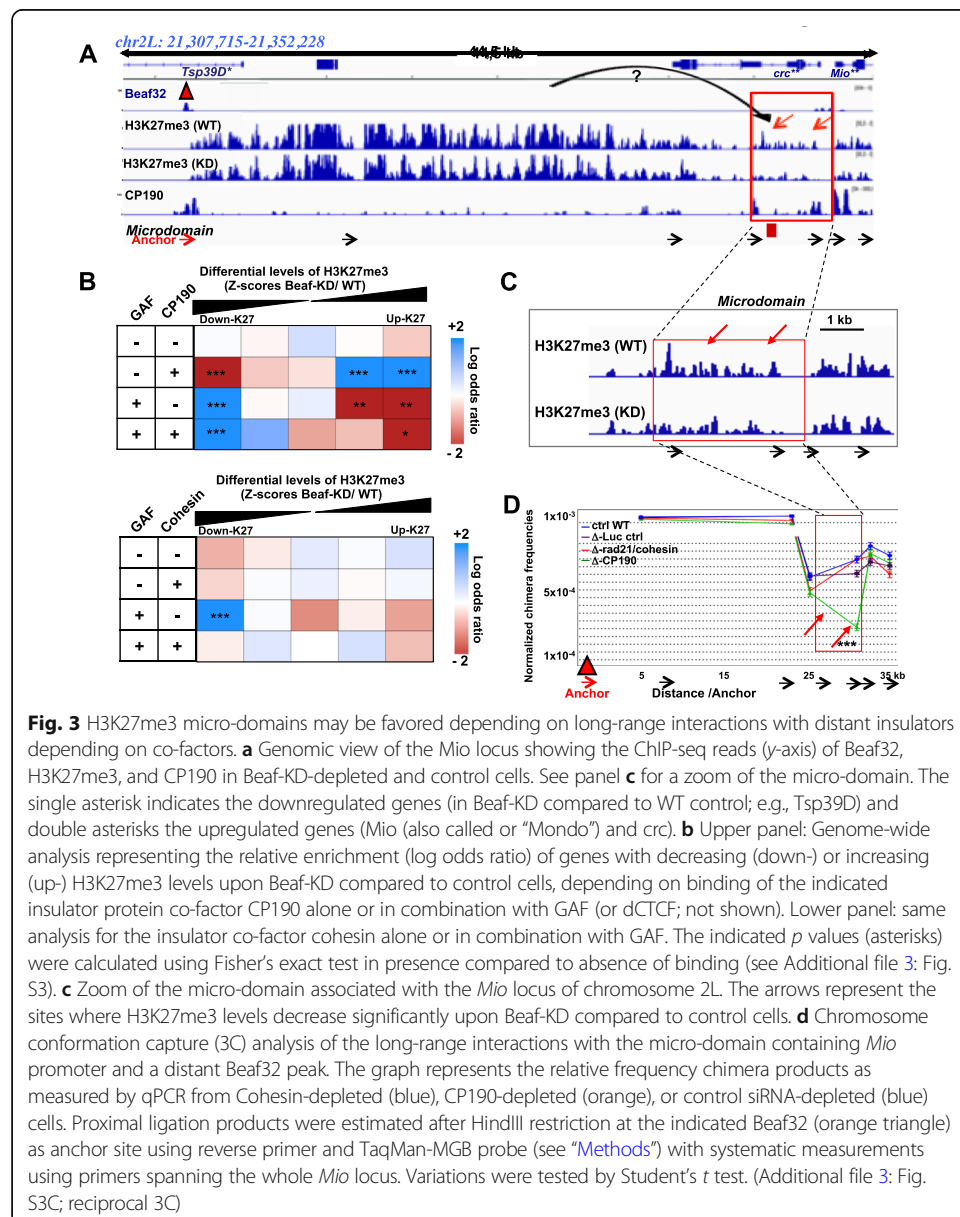 A
chr2L: 21,307,715-21,352,228
Tsp39D*
?
crc**
Mio**
Beaf32
H3K27me3 (WT)
H3K27me3 (KD)
CP190
Microdomain
Anchor
B
Differential levels of H3K27me3
(Z-scores Beaf-KD/ WT)
GAF
CP190
Down-K27
Up-K27
- -
- + *** *** ***
+ - *** ** **
+ + *** *
+2
Log odds ratio
- 2
Differential levels of H3K27me3
(Z-scores Beaf-KD/ WT)
GAF
Cohesin
Down-K27
Up-K27
- -
- +
+ - ***
+ +
+2
Log odds ratio
- 2
C
Microdomain
1 kb
H3K27me3 (WT)
H3K27me3 (KD)
D
Normalized chimera frequencies
1x10⁻³
5x10⁻⁴
1x10⁻⁴
ctrl WT
Δ-Luc ctrl
Δ-rad21/cohesin
Δ-CP190
***
5 15 25 35 kb
Anchor
Distance /Anchor
Fig. 3 H3K27me3 micro-domains may be favored depending on long-range interactions with distant insulators
depending on co-factors. a Genomic view of the Mio locus showing the ChIP-seq reads (y-axis) of Beaf32,
H3K27me3, and CP190 in Beaf-KD-depleted and control cells. See panel c for a zoom of the micro-domain. The
single asterisk indicates the downregulated genes (in Beaf-KD compared to WT control; e.g., Tsp39D) and
double asterisks the upregulated genes (Mio (also called or “Mondo”) and crc). b Upper panel: Genome-wide
analysis representing the relative enrichment (log odds ratio) of genes with decreasing (down-) or increasing
(up-) H3K27me3 levels upon Beaf-KD compared to control cells, depending on binding of the indicated
insulator protein co-factor CP190 alone or in combination with GAF (or dCTCF; not shown). Lower panel: same
analysis for the insulator co-factor cohesin alone or in combination with GAF. The indicated p values (asterisks)
were calculated using Fisher’s exact test in presence compared to absence of binding (see Additional file 3: Fig.
S3). c Zoom of the micro-domain associated with the Mio locus of chromosome 2L. The arrows represent the
sites where H3K27me3 levels decrease significantly upon Beaf-KD compared to control cells. d Chromosome
conformation capture (3C) analysis of the long-range interactions with the micro-domain containing Mio
promoter and a distant Beaf32 peak. The graph represents the relative frequency chimera products as
measured by qPCR from Cohesin-depleted (blue), CP190-depleted (orange), or control siRNA-depleted (blue)
cells. Proximal ligation products were estimated after HindIII restriction at the indicated Beaf32 (orange triangle)
as anchor site using reverse primer and TaqMan-MGB probe (see “Methods”) with systematic measurements
using primers spanning the whole Mio locus. Variations were tested by Student’s t test. (Additional file 3: Fig.
S3C; reciprocal 3C)